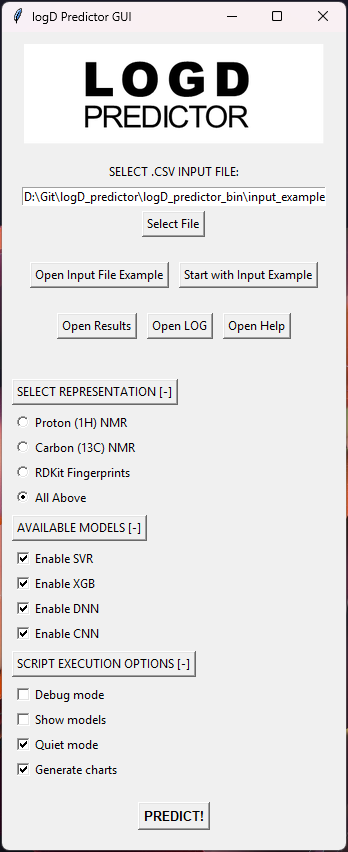 logD Predictor GUI
LOGD
PREDICTOR
SELECT .CSV INPUT FILE:
D:\Git\logD_predictor\logD_predictor_bin\input_example
Select File
Open Input File Example Start with Input Example
Open Results Open LOG Open Help
SELECT REPRESENTATION [-]
Proton (1H) NMR
Carbon (13C) NMR
RDKit Fingerprints
All Above
AVAILABLE MODELS [-]
Enable SVR
Enable XGB
Enable DNN
Enable CNN
SCRIPT EXECUTION OPTIONS [-]
Debug mode
Show models
Quiet mode
Generate charts
PREDICT!